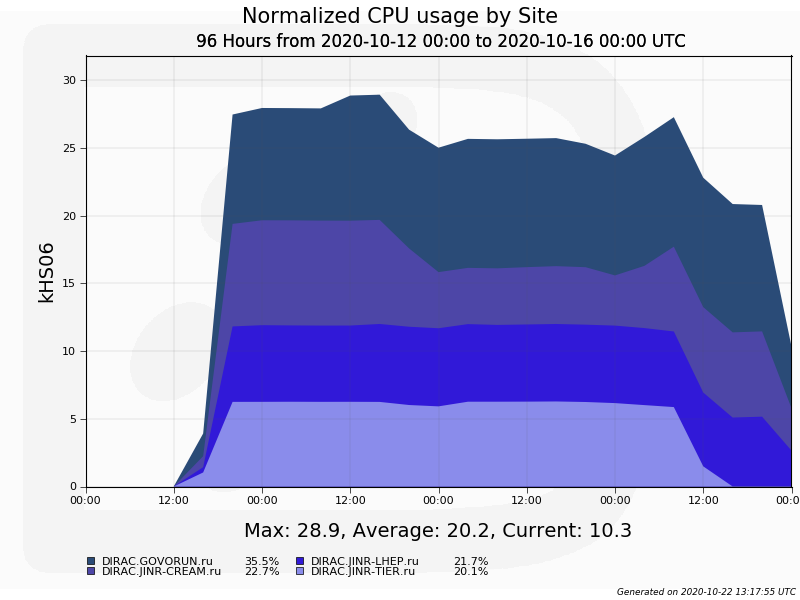 Normalized CPU usage by Site
96 Hours from 2020-10-12 00:00 to 2020-10-16 00:00 UTC
30
25
20
15
10
5
0
kHS06
00:00 12:00 00:00 12:00 00:00 12:00 00:00 12:00 00:0
Max: 28.9, Average: 20.2, Current: 10.3
DIRAC.GOVORUN.ru 35.5% DIRAC.JINR-LHEP.ru 21.7%
DIRAC.JINR-CREAM.ru 22.7% DIRAC.JINR-TIER.ru 20.1%
Generated on 2020-10-22 13:17:55 UTC